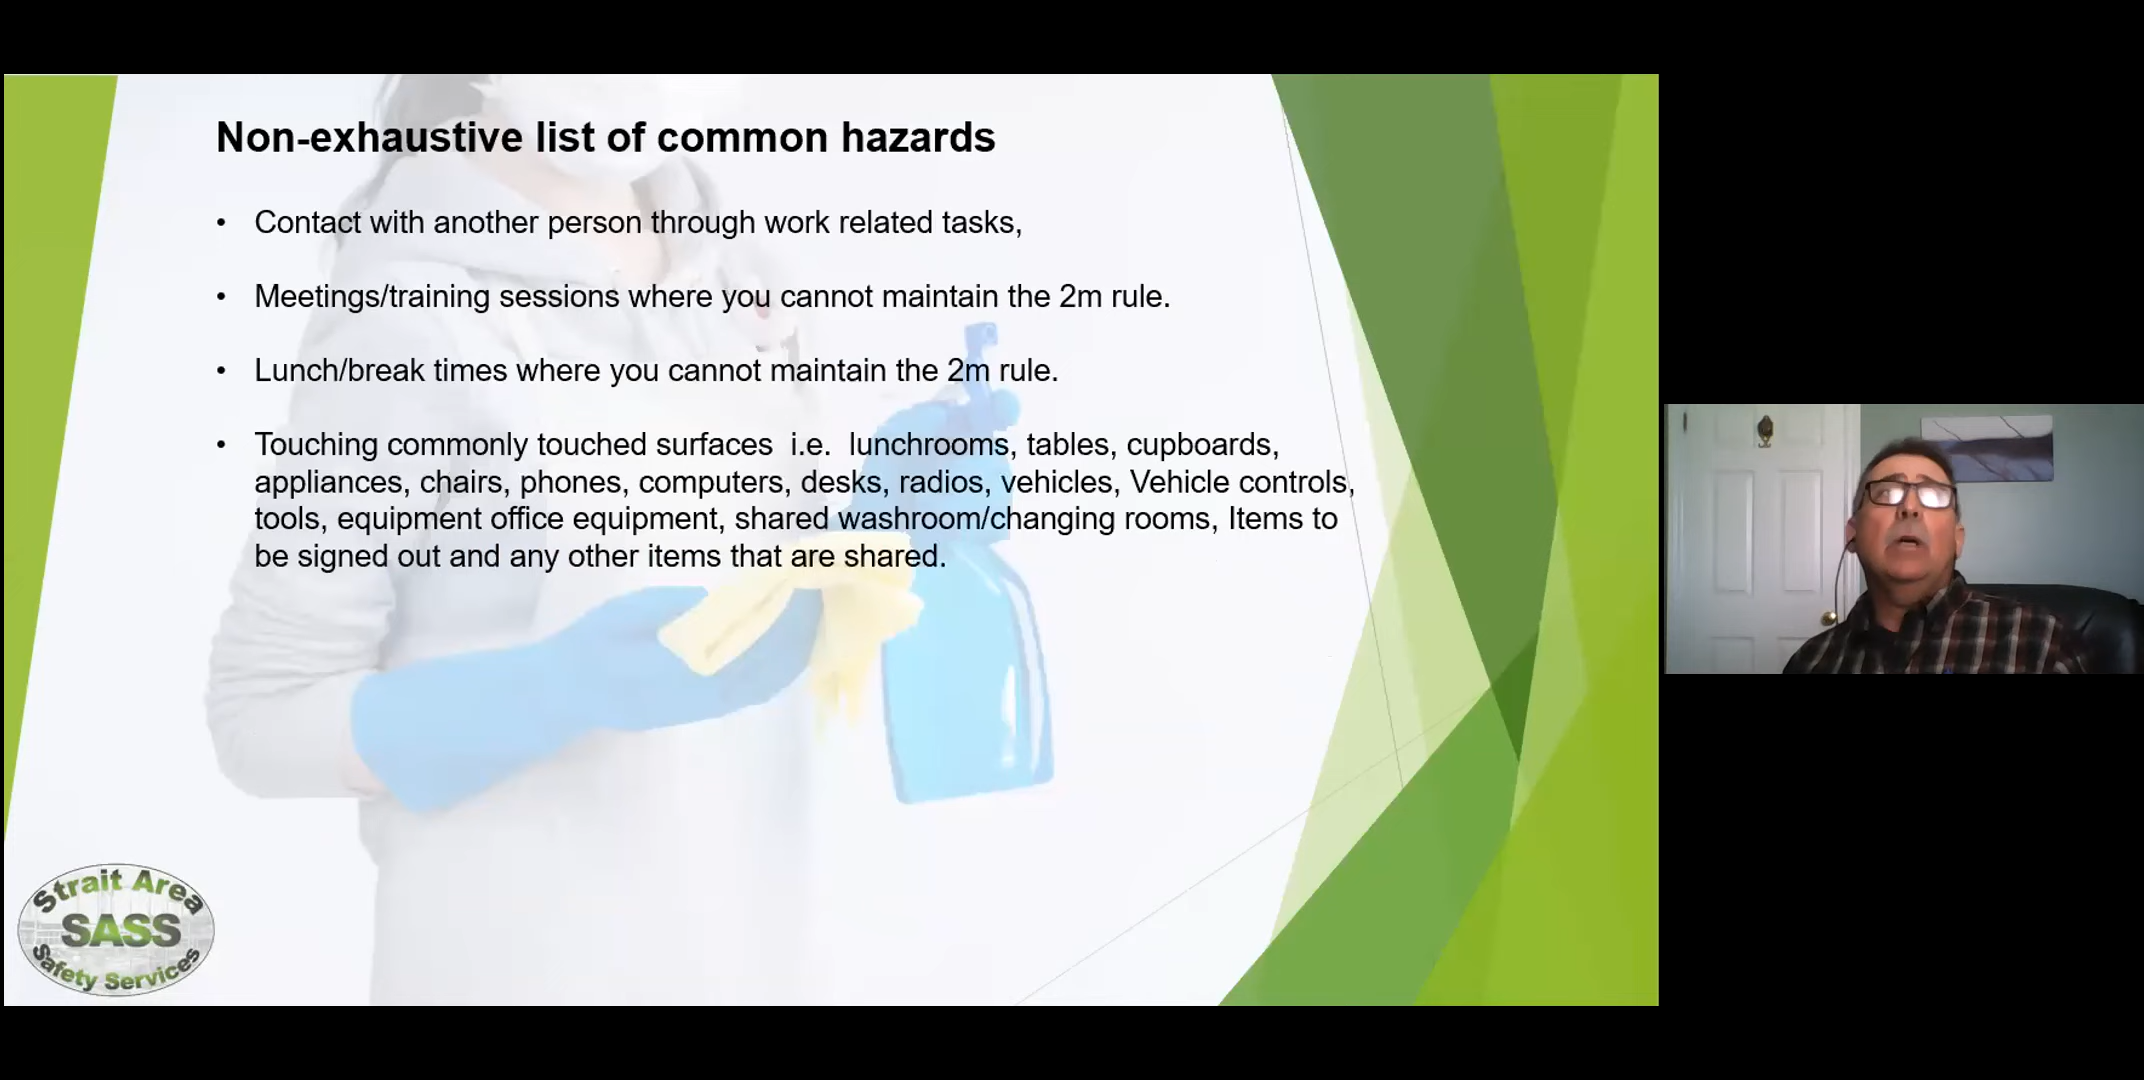 Non-exhaustive list of common hazards
• Contact with another person through work related tasks,
• Meetings/training sessions where you cannot maintain the 2m rule.
• Lunch/break times where you cannot maintain the 2m rule.
• Touching commonly touched surfaces  i.e.  lunchrooms, tables, cupboards,
appliances, chairs, phones, computers, desks, radios, vehicles, Vehicle controls,
tools, equipment office equipment, shared washroom/changing rooms, Items to
be signed out and any other items that are shared.
Strait Area
SASS
Safety Services